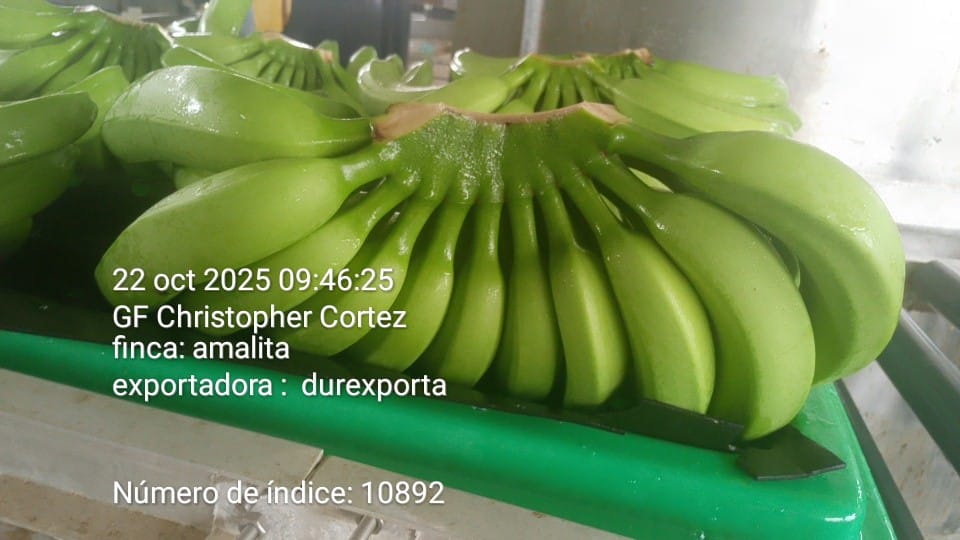 22 oct 2025 09:46:25
GF Christopher Cortez
finca: amalita
exportadora :  durexporta
Número de índice: 10892